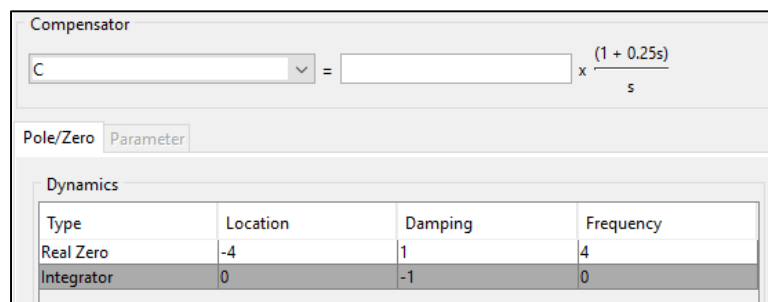 Compensator
C = x (1 + 0.25s)
s
Pole/Zero Parameter
Dynamics
Type Location Damping Frequency
Real Zero -4 1 4
Integrator 0 -1 0